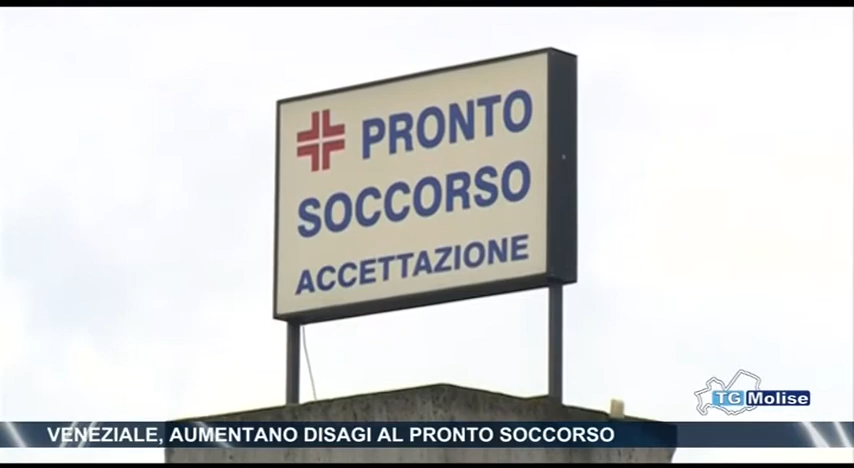 PRONTO
SOCCORSO
ACCETTAZIONE
TG Molise
VENEZIALE, AUMENTANO DISAGI AL PRONTO SOCCORSO